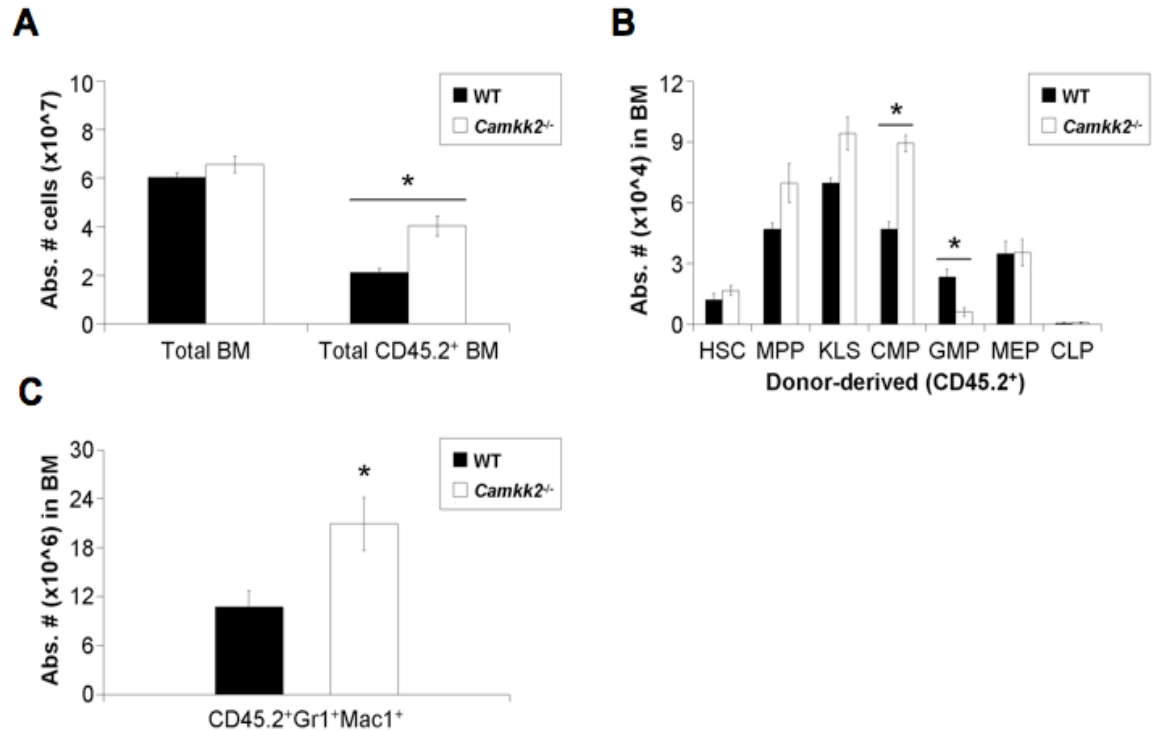 A
Abs. # cells (x10^7)
10
8
6
4
2
0
WT
Camkk2-/-
*
Total BM Total CD45.2+ BM
B
Abs. # (x10^4) in BM
12
9
6
3
0
WT
Camkk2-/-
*
*
HSC MPP KLS CMP GMP MEP CLP
Donor-derived (CD45.2+)
C
Abs. # (x10^6) in BM
30
24
18
12
6
0
WT
Camkk2-/-
*
CD45.2+Gr1+Mac1+